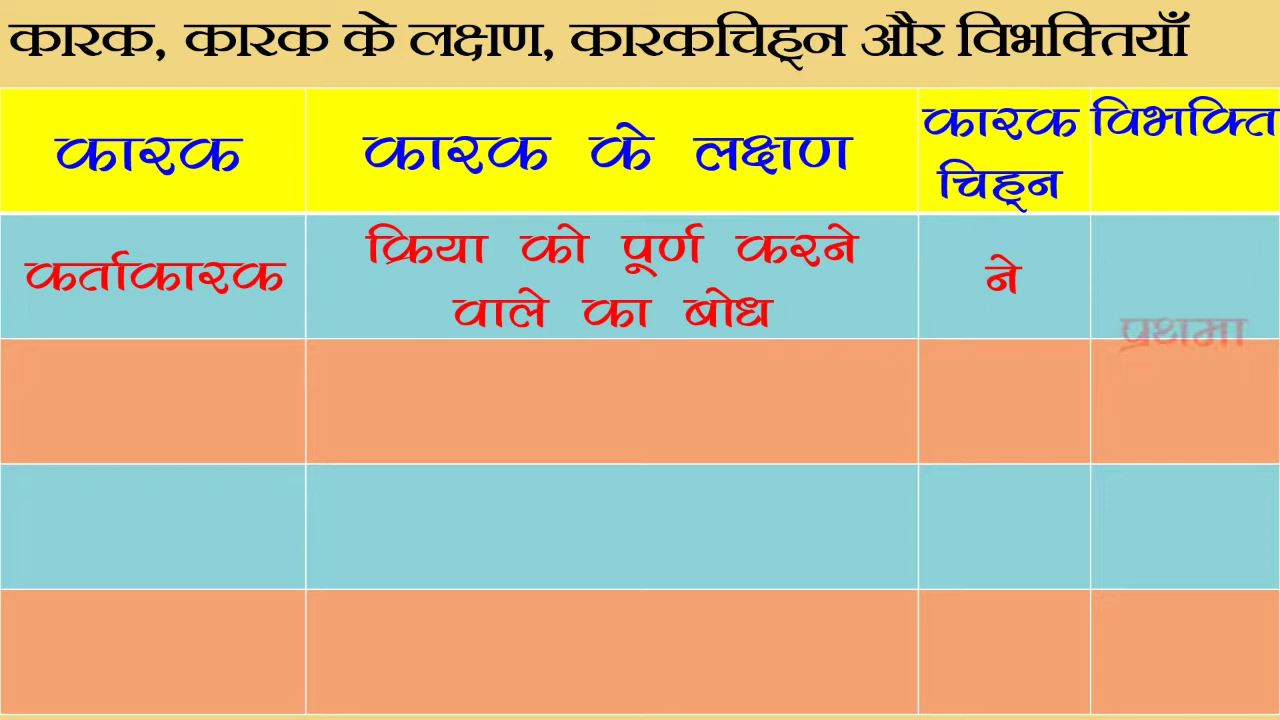 कारक, कारक के लक्षण, कारकचिह्न और विभक्तियाँ
कारक
कारक के लक्षण
कारक
चिह्न
विभक्ति
कर्ताकारक
क्रिया को पूर्ण करने
वाले का बोध
ने
प्रथमा